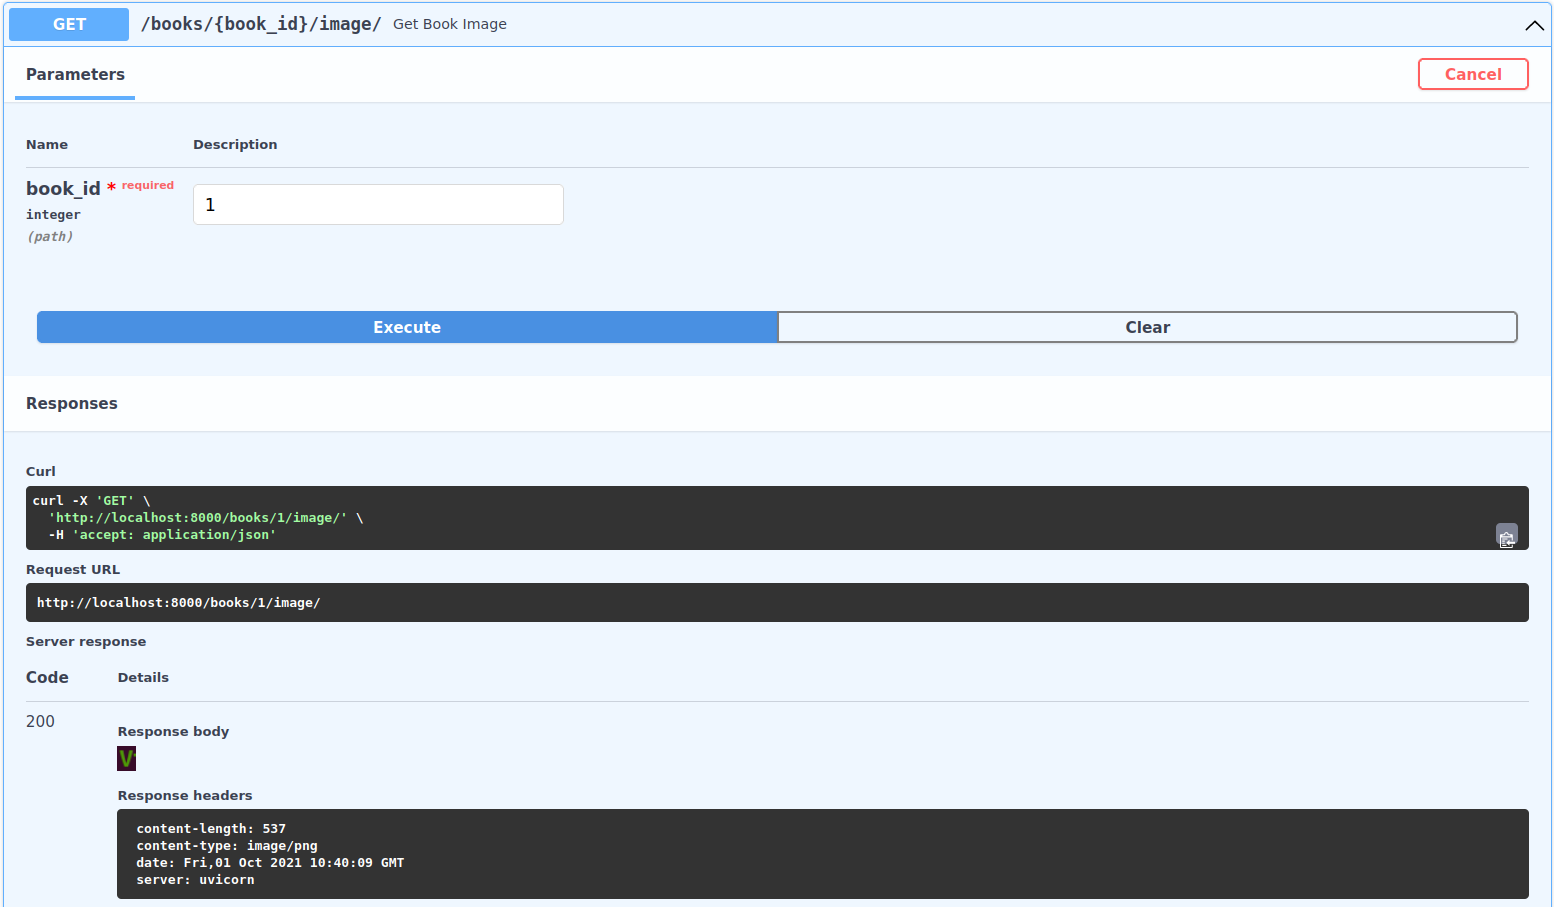 GET /books/{book_id}/image/ Get Book Image
Parameters Cancel
Name Description
book_id * required 1
integer
(path)
Execute Clear
Responses
Curl
curl -X 'GET' \
'http://localhost:8000/books/1/image/' \
-H 'accept: application/json'
Request URL
http://localhost:8000/books/1/image/
Server response
Code Details
200
Response body
V
Response headers
content-length: 537
content-type: image/png
date: Fri,01 Oct 2021 10:40:09 GMT
server: uvicorn